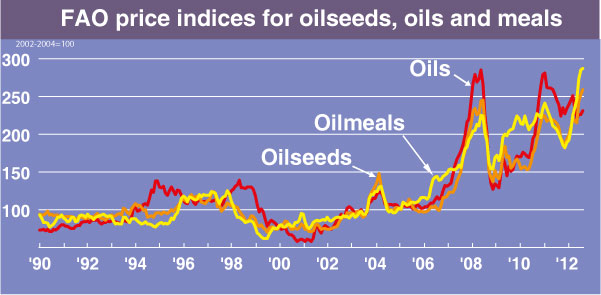 FAO price indices for oilseeds, oils and meals
2002-2004=100
300
250
200
150
100
Oils
Oilmeals
Oilseeds
'90 '92 '94 '96 '98 '00 '02 '04 '06 '08 '10 '12